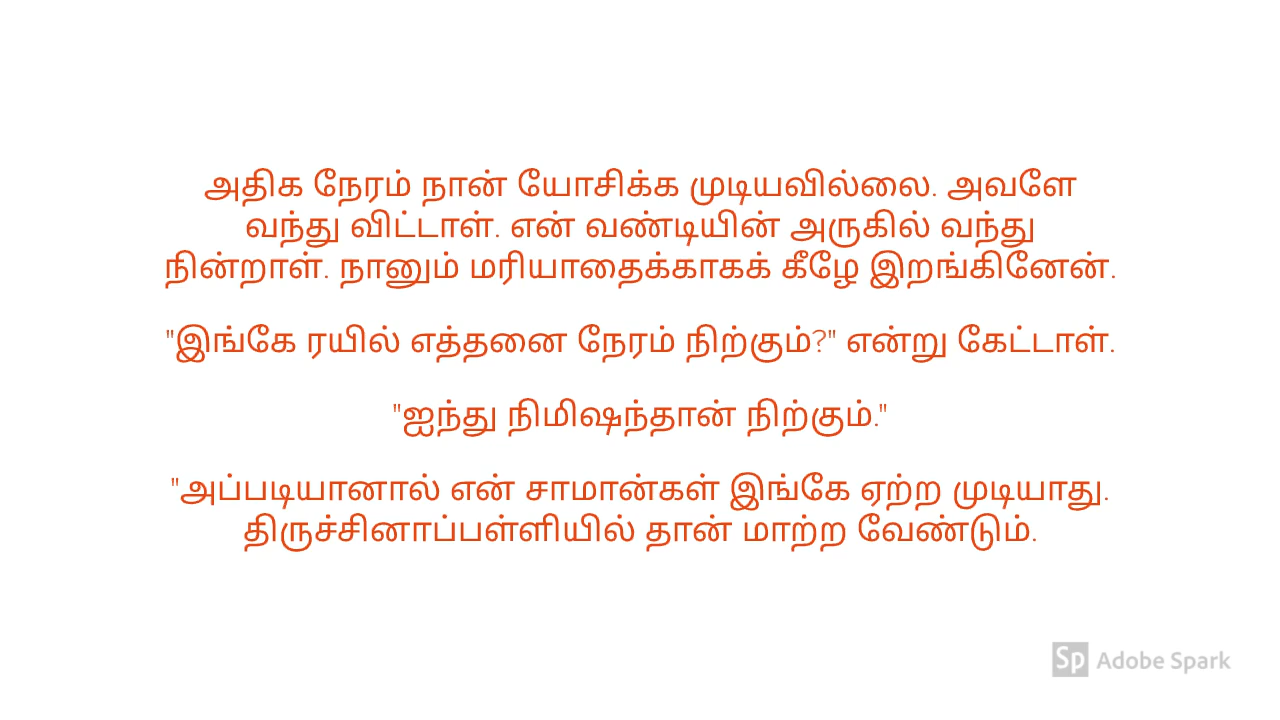 அதிக நேரம் நான் யோசிக்க முடியவில்லை. அவளே
வந்து விட்டாள். என் வண்டியின் அருகில் வந்து
நின்றாள். நானும் மரியாதைக்காகக் கீழே இறங்கினேன்.
"இங்கே ரயில் எத்தனை நேரம் நிற்கும்?" என்று கேட்டாள்.
"ஐந்து நிமிஷந்தான் நிற்கும்."
"அப்படியானால் என் சாமான்கள் இங்கே ஏற்ற முடியாது.
திருச்சினாப்பள்ளியில் தான் மாற்ற வேண்டும்.
Sp Adobe Spark